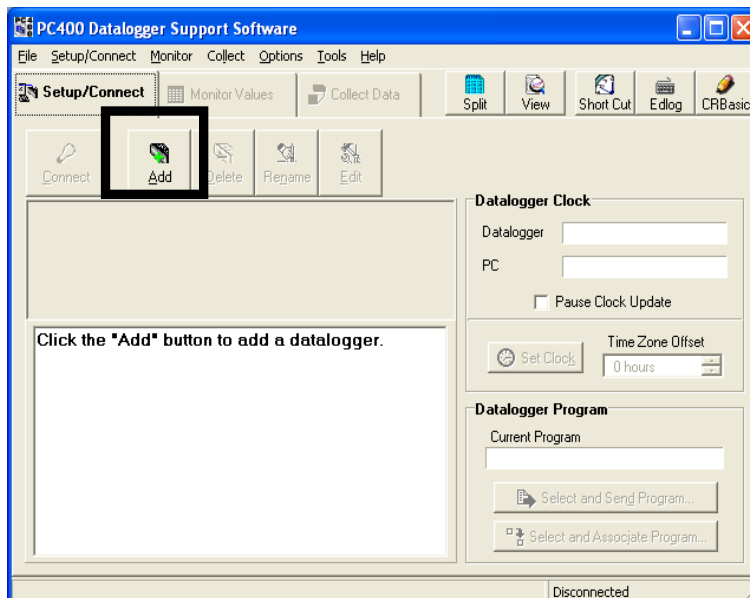 PC400 Datalogger Support Software
File Setup/Connect Monitor Collect Options Tools Help
Setup/Connect Monitor Values Collect Data Split View Short Cut Edlog CRBasic
Connect Add Delete Rename Edit
Datalogger Clock
Datalogger
PC
Pause Clock Update
Click the "Add" button to add a datalogger.
Time Zone Offset
Set Clock 0 hours
Datalogger Program
Current Program
Select and Send Program...
Select and Associate Program...
Disconnected